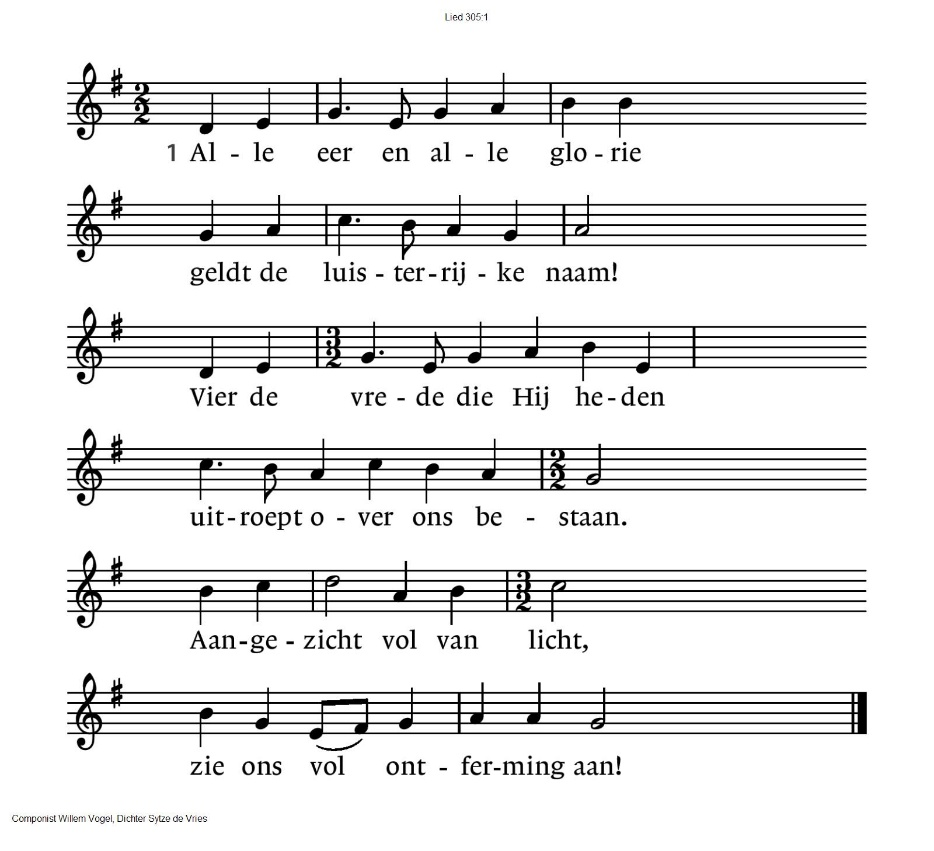 Lied 305:1
1 Al - le eer en al - le glo - rie
geldt de luis - ter - rij - ke naam!
Vier de vre - de die Hij he - den
uit - roept o - ver ons be - staan.
Aan - ge - zicht vol van licht,
zie ons vol ont - fer - ming aan!
Componist Willem Vogel, Dichter Sytze de Vries